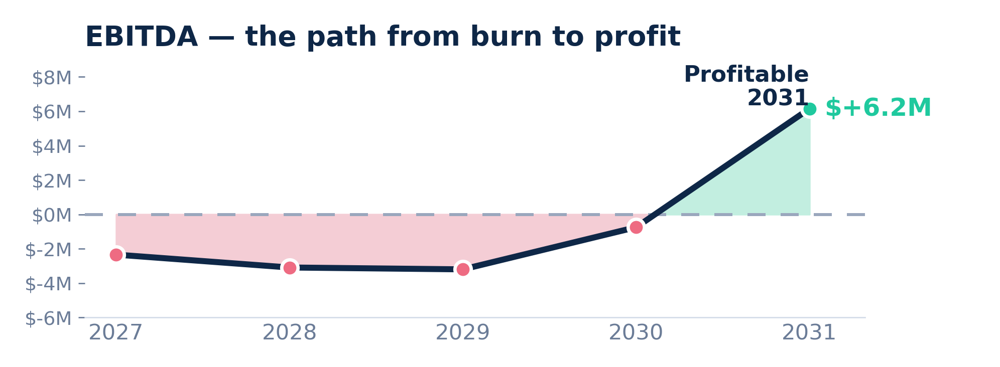 EBITDA — the path from burn to profit
Profitable
2031
$+6.2M
$8M
$6M
$4M
$2M
$0M
$-2M
$-4M
$-6M
2027
2028
2029
2030
2031